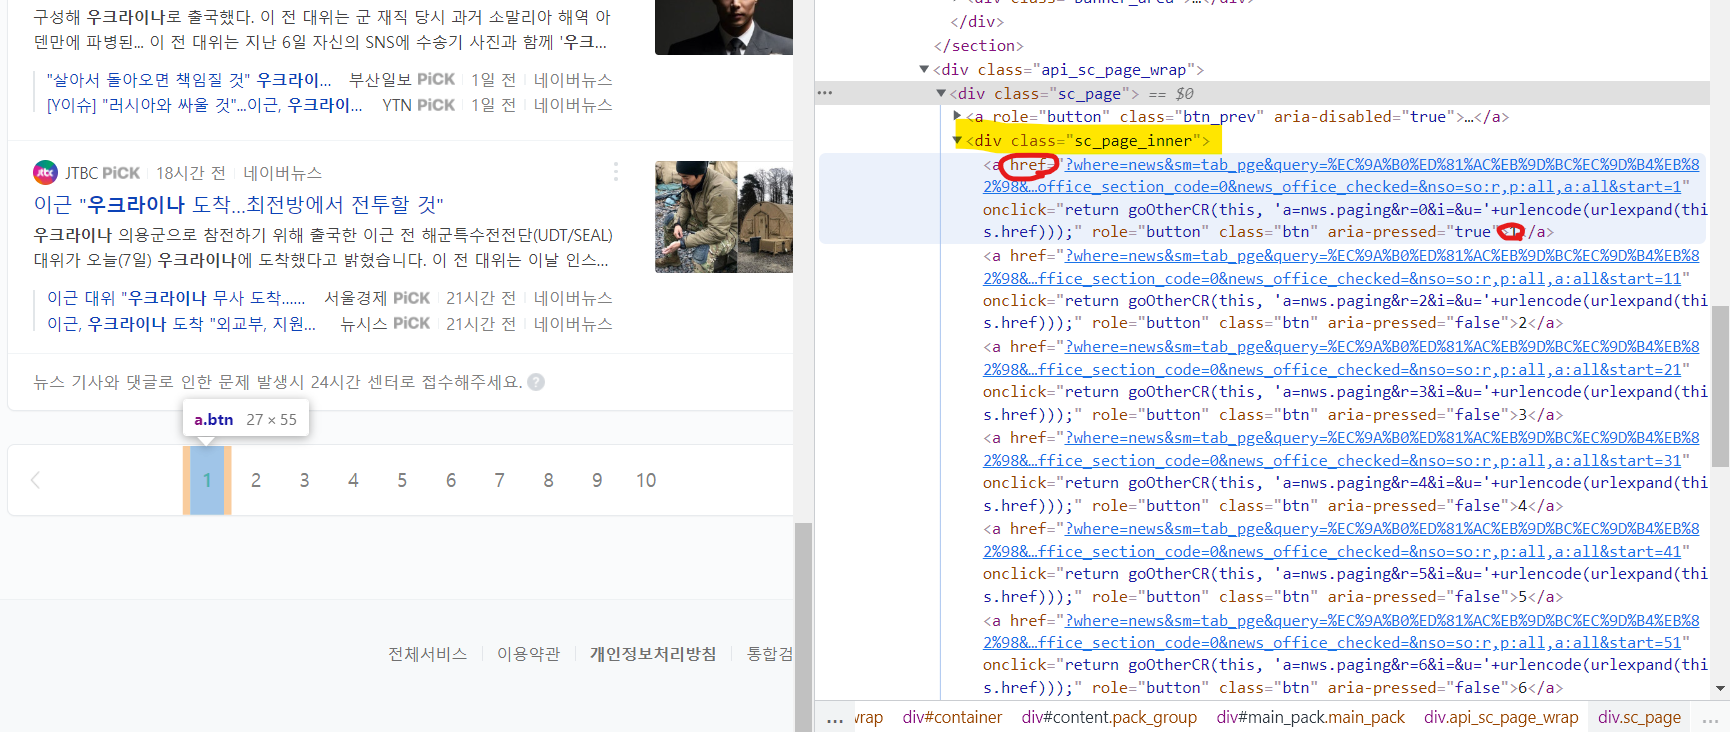 구성해 우크라이나로 출국했다. 이 전 대위는 군 재직 당시 과거 소말리아 해역 아
덴만에 파병된... 이 전 대위는 지난 6일 자신의 SNS에 수송기 사진과 함께 '우크...
"살아서 돌아오면 책임질 것" 우크라이... 부산일보 PiCK 1일 전 네이버뉴스
[Y이슈] "러시아와 싸울 것"...이근, 우크라이... YTN PiCK 1일 전 네이버뉴스
jtbc JTBC PiCK 18시간 전 네이버뉴스
이근 "우크라이나 도착...최전방에서 전투할 것"
우크라이나 의용군으로 참전하기 위해 출국한 이근 전 해군특수전전단(UDT/SEAL)
대위가 오늘(7일) 우크라이나에 도착했다고 밝혔습니다. 이 전 대위는 이날 인스...
이근 대위 "우크라이나 무사 도착...... 서울경제 PiCK 21시간 전 네이버뉴스
이근, 우크라이나 도착 "외교부, 지원... 뉴시스 PiCK 21시간 전 네이버뉴스
뉴스 기사와 댓글로 인한 문제 발생시 24시간 센터로 접수해주세요. ?
a.btn 27 × 55
1 2 3 4 5 6 7 8 9 10
전체서비스 이용약관 개인정보처리방침 통합검
</div>
</section>
<div class="api_sc_page_wrap">
<div class="sc_page"> == $0
<a role="button" class="btn_prev" aria-disabled="true">…</a>
<div class="sc_page_inner">
<a href="?where=news&sm=tab_pge&query=%EC%9A%B0%ED%81%AC%EB%9D%BC%EC%9D%B4%EB%8
2%98&…office_section_code=0&news_office_checked=&nso=so:r,p:all,a:all&start=1"
onclick="return goOtherCR(this, 'a=nws.paging&r=0&i=&u='+urlencode(urlexpand(thi
s.href)));" role="button" class="btn" aria-pressed="true">1</a>
<a href="?where=news&sm=tab_pge&query=%EC%9A%B0%ED%81%AC%EB%9D%BC%EC%9D%B4%EB%8
2%98&…ffice_section_code=0&news_office_checked=&nso=so:r,p:all,a:all&start=11"
onclick="return goOtherCR(this, 'a=nws.paging&r=2&i=&u='+urlencode(urlexpand(thi
s.href)));" role="button" class="btn" aria-pressed="false">2</a>
<a href="?where=news&sm=tab_pge&query=%EC%9A%B0%ED%81%AC%EB%9D%BC%EC%9D%B4%EB%8
2%98&…ffice_section_code=0&news_office_checked=&nso=so:r,p:all,a:all&start=21"
onclick="return goOtherCR(this, 'a=nws.paging&r=3&i=&u='+urlencode(urlexpand(thi
s.href)));" role="button" class="btn" aria-pressed="false">3</a>
<a href="?where=news&sm=tab_pge&query=%EC%9A%B0%ED%81%AC%EB%9D%BC%EC%9D%B4%EB%8
2%98&…ffice_section_code=0&news_office_checked=&nso=so:r,p:all,a:all&start=31"
onclick="return goOtherCR(this, 'a=nws.paging&r=4&i=&u='+urlencode(urlexpand(thi
s.href)));" role="button" class="btn" aria-pressed="false">4</a>
<a href="?where=news&sm=tab_pge&query=%EC%9A%B0%ED%81%AC%EB%9D%BC%EC%9D%B4%EB%8
2%98&…ffice_section_code=0&news_office_checked=&nso=so:r,p:all,a:all&start=41"
onclick="return goOtherCR(this, 'a=nws.paging&r=5&i=&u='+urlencode(urlexpand(thi
s.href)));" role="button" class="btn" aria-pressed="false">5</a>
<a href="?where=news&sm=tab_pge&query=%EC%9A%B0%ED%81%AC%EB%9D%BC%EC%9D%B4%EB%8
2%98&…ffice_section_code=0&news_office_checked=&nso=so:r,p:all,a:all&start=51"
onclick="return goOtherCR(this, 'a=nws.paging&r=6&i=&u='+urlencode(urlexpand(thi
s.href)));" role="button" class="btn" aria-pressed="false">6</a>
... wrap div#container div#content.pack_group div#main_pack.main_pack div.api_sc_page_wrap div.sc_page ...